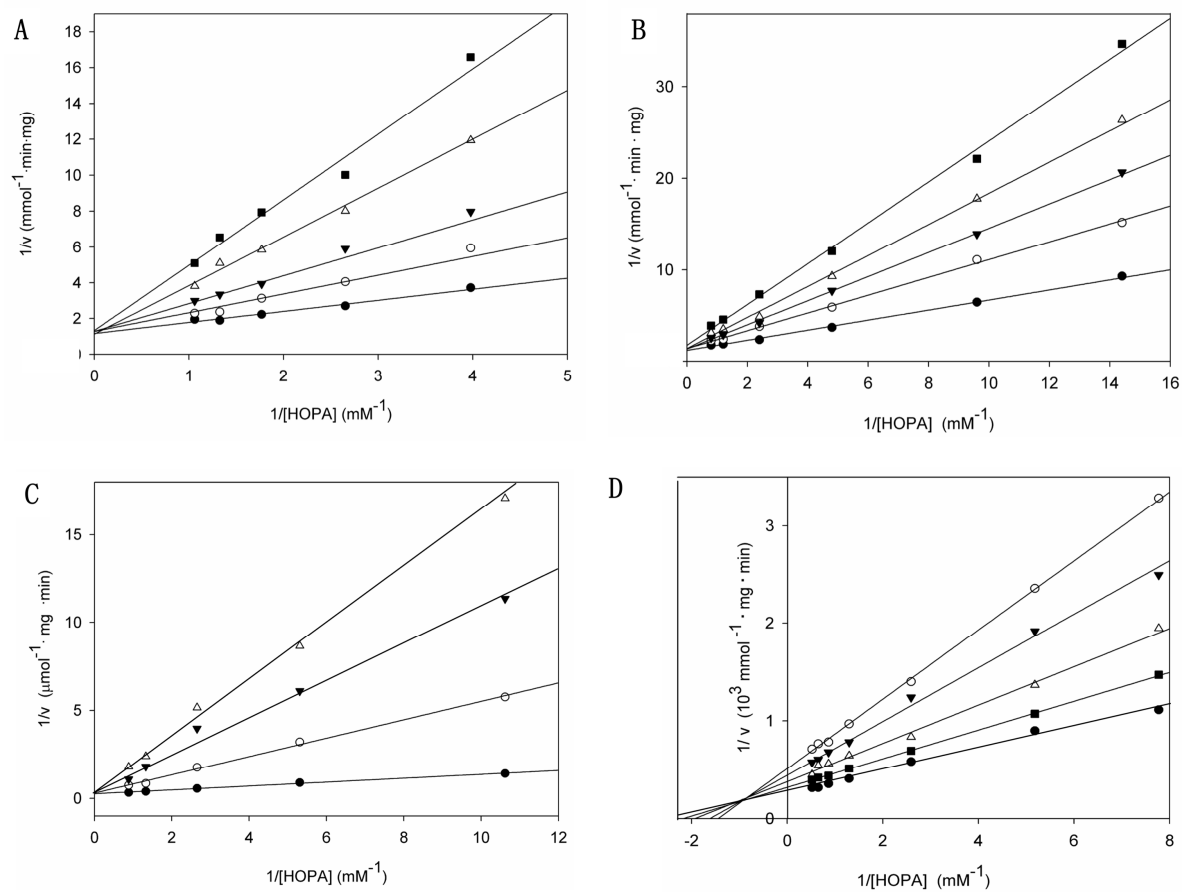 A
18
16
14
12
10
8
6
4
2
)
1/v (mmol⁻¹·min·mg)
0 1 2 3 4 5
1/[HOPA] (mM⁻¹)
B
30
20
10
1/v (mmol⁻¹· min · mg)
0 2 4 6 8 10 12 14 16
1/[HOPA] (mM⁻¹)
C
15
10
5
0
1/v (μmol⁻¹· mg ·min)
0 2 4 6 8 10 12
1/[HOPA] (mM⁻¹)
D
3
2
1
0
1/ v (10³ mmol⁻¹ · mg · min)
-2 0 2 4 6 8
1/[HOPA] (mM⁻¹)